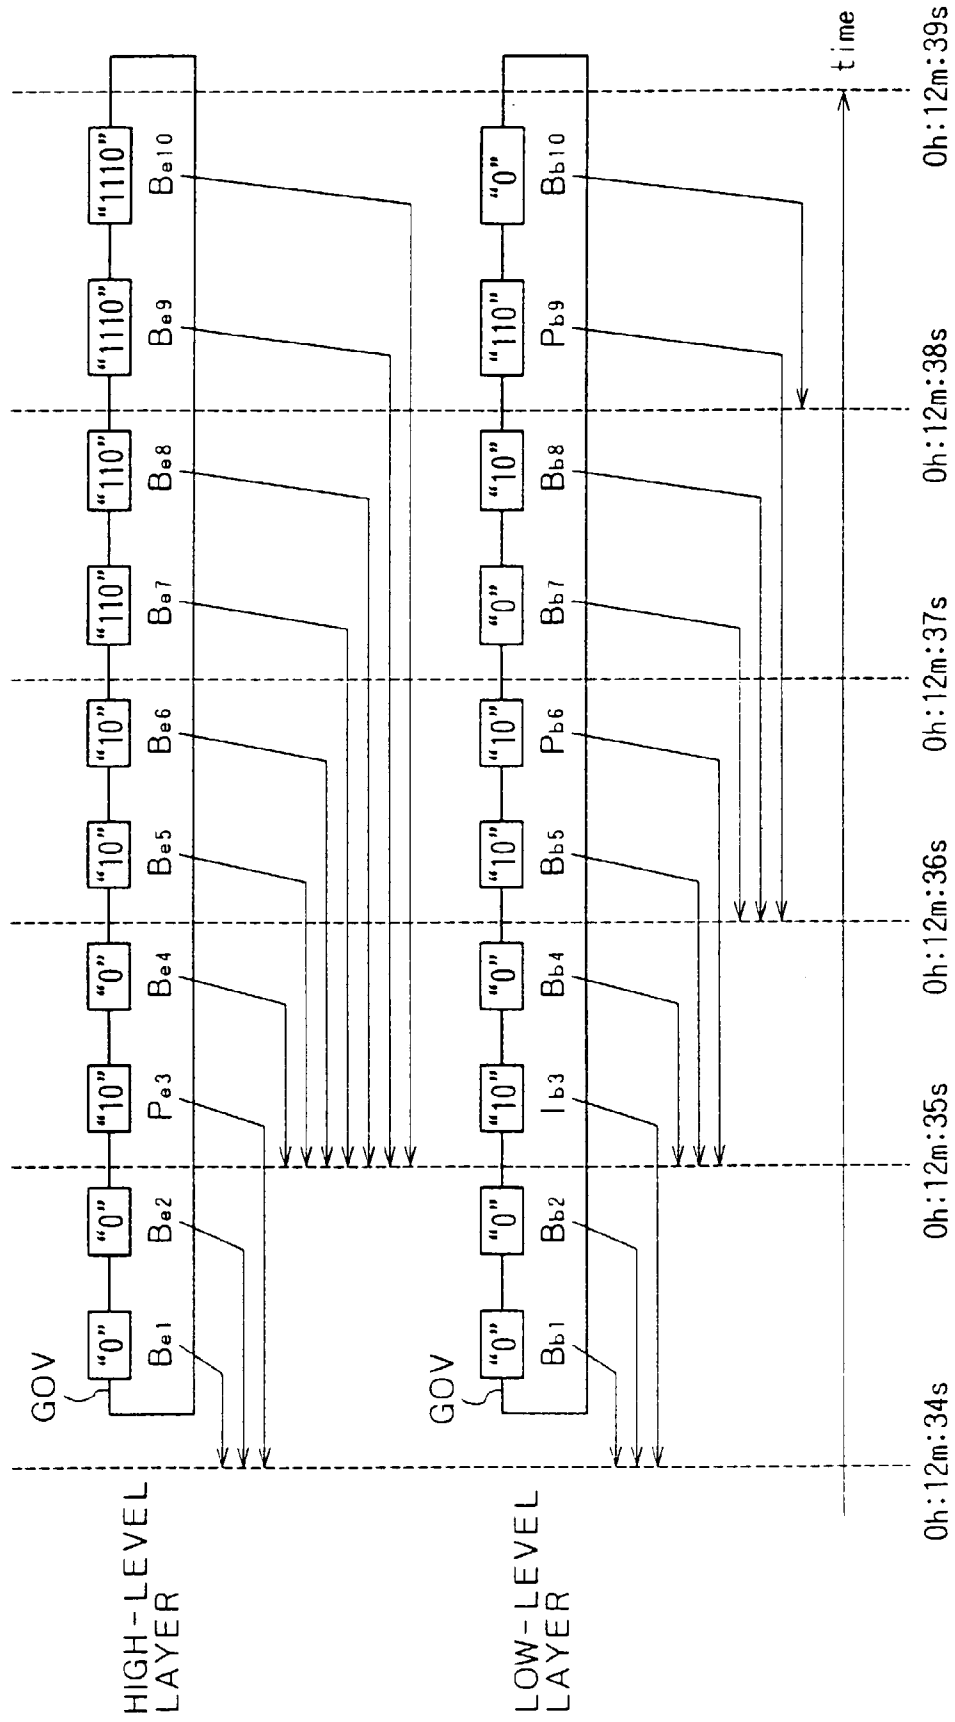 HIGH-LEVEL
LAYER
GOV
"0" "0" "10" "0" "10" "10" "110" "110" "1110" "1110"
Be1 Be2 Pe3 Be4 Be5 Be6 Be7 Be8 Be9 Be10
LOW-LEVEL
LAYER
GOV
"0" "0" "10" "0" "10" "10" "0" "10" "110" "0"
Bb1 Bb2 Ib3 Bb4 Bb5 Pb6 Bb7 Bb8 Pb9 Bb10
time
0h:12m:34s 0h:12m:35s 0h:12m:36s 0h:12m:37s 0h:12m:38s 0h:12m:39s